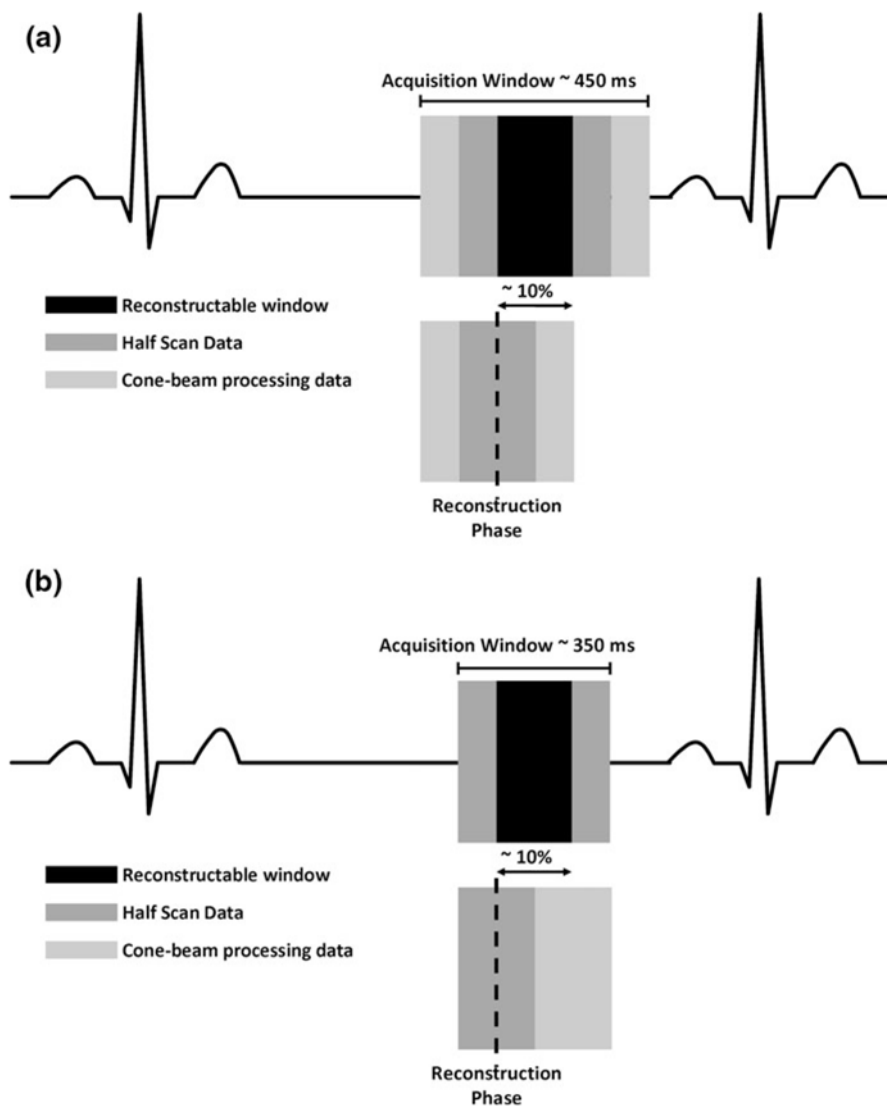 (a)
Acquisition Window ~ 450 ms
~ 10%
Reconstructable window
Half Scan Data
Cone-beam processing data
Reconstruction
Phase
(b)
Acquisition Window ~ 350 ms
~ 10%
Reconstructable window
Half Scan Data
Cone-beam processing data
Reconstruction
Phase